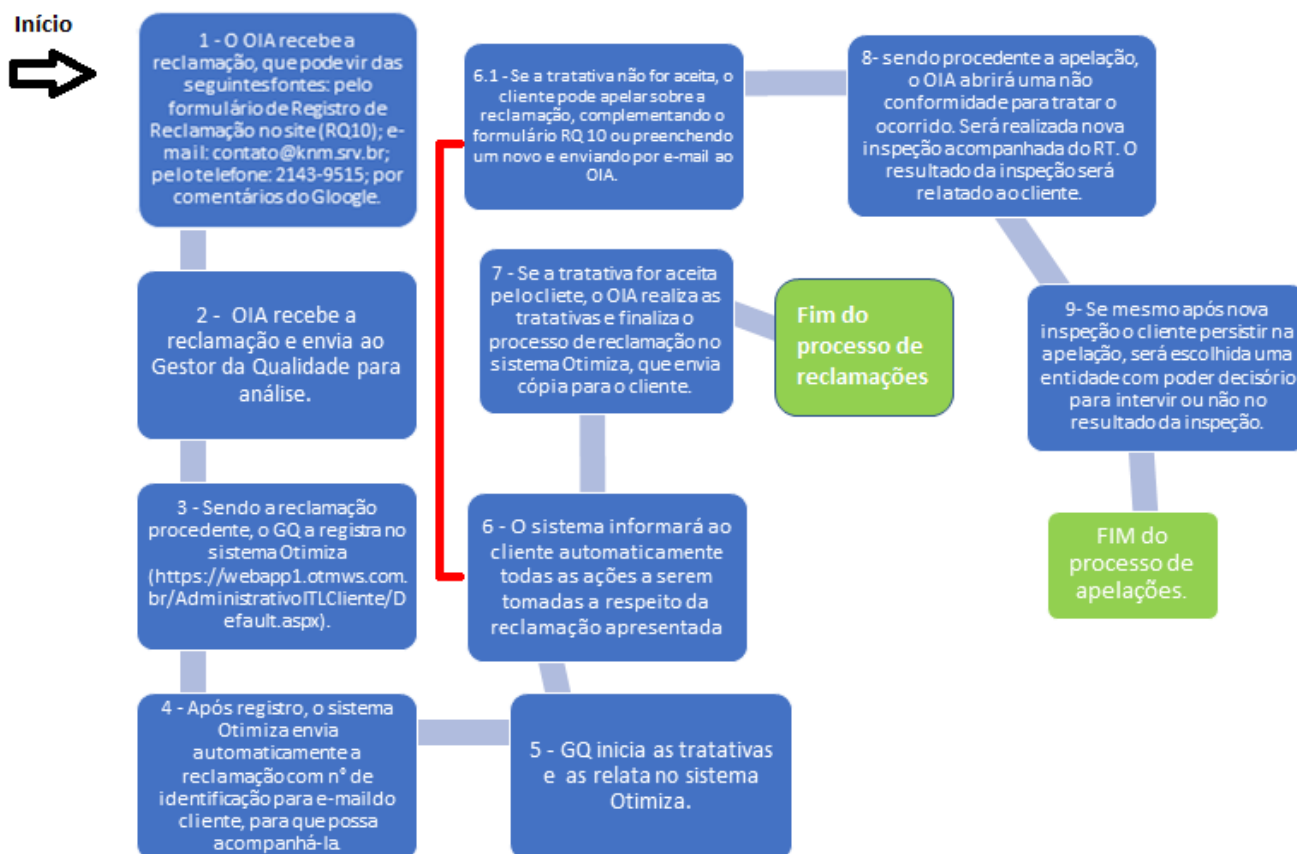 Início
1 - O OIA recebe a
reclamação, que pode vir das
seguintes fontes: pelo
formulário de Registro de
Reclamação no site (RQ10); e-
mail: contato@knm.srv.br;
pelo telefone: 2143-9515; por
comentários do Gloogle.
2 - OIA recebe a
reclamação e envia ao
Gestor da Qualidade para
análise.
3 - Sendo a reclamação
procedente, o GQ a registra no
sistema Otimiza
(https://webapp1.otmws.com.
br/AdministrativoITLCliente/D
efault.aspx).
4 - Após registro, o sistema
Otimiza envia
automaticamente a
reclamação com n° de
identificação para e-mail do
cliente, para que possa
acompanhá-la.
5 - GQ inicia as tratativas
e as relata no sistema
Otimiza.
6 - O sistema informará ao
cliente automaticamente
todas as ações a serem
tomadas a respeito da
reclamação apresentada
6.1 - Se a tratativa não for aceita, o
cliente pode apelar sobre a
reclamação, complementando o
formulário RQ 10 ou preenchendo
um novo e enviando por e-mail ao
OIA.
7 - Se a tratativa for aceita
pelo cliete, o OIA realiza as
tratativas e finaliza o
processo de reclamação no
sistema Otimiza, que envia
cópia para o cliente.
Fim do
processo de
reclamações
8- sendo procedente a apelação,
o OIA abrirá uma não
conformidade para tratar o
ocorrido. Será realizada nova
inspeção acompanhada do RT. O
resultado da inspeção será
relatado ao cliente.
9- Se mesmo após nova
inspeção o cliente persistir na
apelação, será escolhida uma
entidade com poder decisório
para intervir ou não no
resultado da inspeção.
FIM do
processo de
apelações.